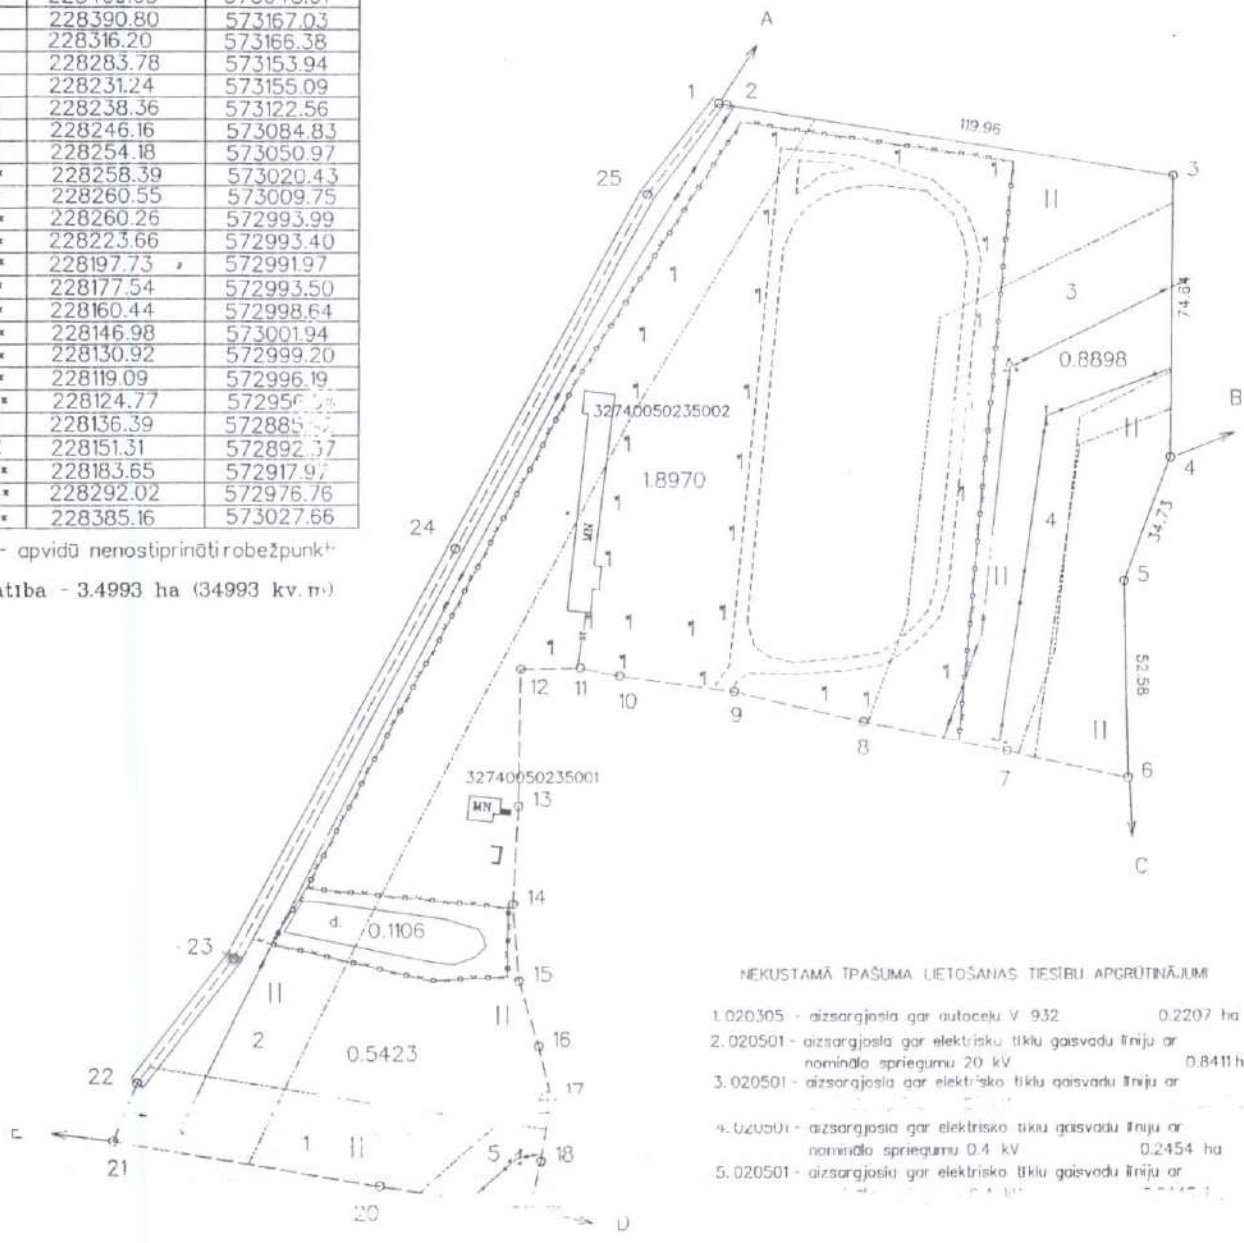 228390.80 573167.03
228316.20 573166.38
228283.78 573153.94
228231.24 573155.09
228238.36 573122.56
228246.16 573084.83
228254.18 573050.97
228258.39 573020.43
228260.55 573009.75
228260.26 572993.99
228223.66 572993.40
228197.73 572991.97
228177.54 572993.50
228160.44 572998.64
228146.98 573001.94
228130.92 572999.20
228119.09 572996.19
228124.77
228136.39
228151.31
228183.65 572917.97
228292.02 572976.76
228385.16 573027.66
- apvidū nenostiprināti robežpunkt
- 3.4993 ha (34993 kv. m)
A
1 2
119.96
3
25
II
1
3
74.64
0.8898
B
32740050235002
II
4
1.8970
MN
24
4
34.73
5
II
52.58
12 11 10 9 8 7 6
II
C
32740050235001
MN
13
14
d. 0.1106
23
15
II
II
2
0.5423
16
22
17
E
1 II
5 18
21
20
D
NEKUSTAMĀ ĪPAŠUMA LIETOŠANAS TIESĪBU APGRŪTINĀJUMI
1. 020305 - aizsargjosla gar autoceļu V 932 0.2207 ha
2. 020501 - aizsargjosla gar elektrisko tīklu gaisvadu līniju ar
nominālo spriegumu 20 kV 0.8411 h
3. 020501 - aizsargjosla gar elektrisko tīklu gaisvadu līniju ar
4. 020501 - aizsargjosla gar elektrisko tīklu gaisvadu līniju ar
nominālo spriegumu 0.4 kV 0.2454 ha
5. 020501 - aizsargjosla gar elektrisko tīklu gaisvadu līniju ar